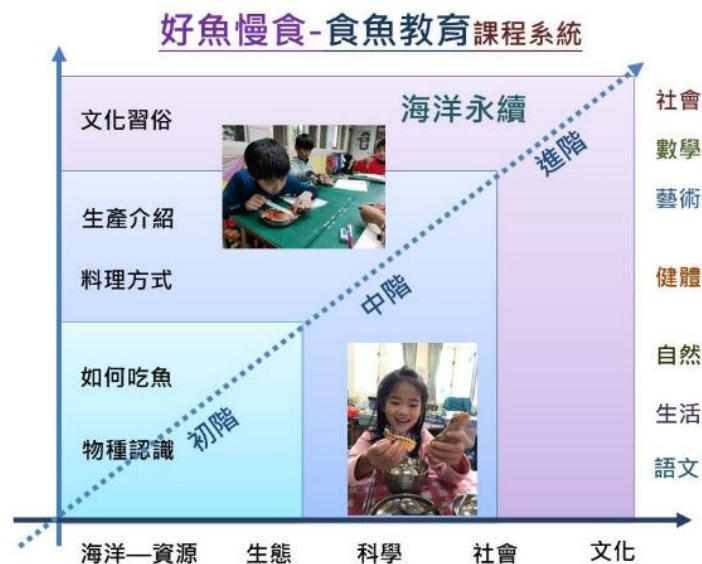 好魚慢食-食魚教育課程系統
文化習俗
海洋永續
進階
生產介紹
料理方式
中階
如何吃魚
物種認識
初階
社會
數學
藝術
健體
自然
生活
語文
海洋—資源 生態 科學 社會 文化